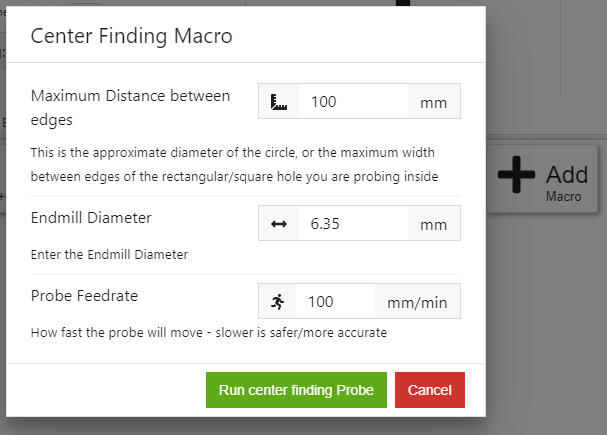 Center Finding Macro
Maximum Distance between
edges
100 mm
This is the approximate diameter of the circle, or the maximum width
between edges of the rectangular/square hole you are probing inside
Endmill Diameter
6.35 mm
Enter the Endmill Diameter
Probe Feedrate
100 mm/min
How fast the probe will move - slower is safer/more accurate
Run center finding Probe
Cancel
Add
Macro